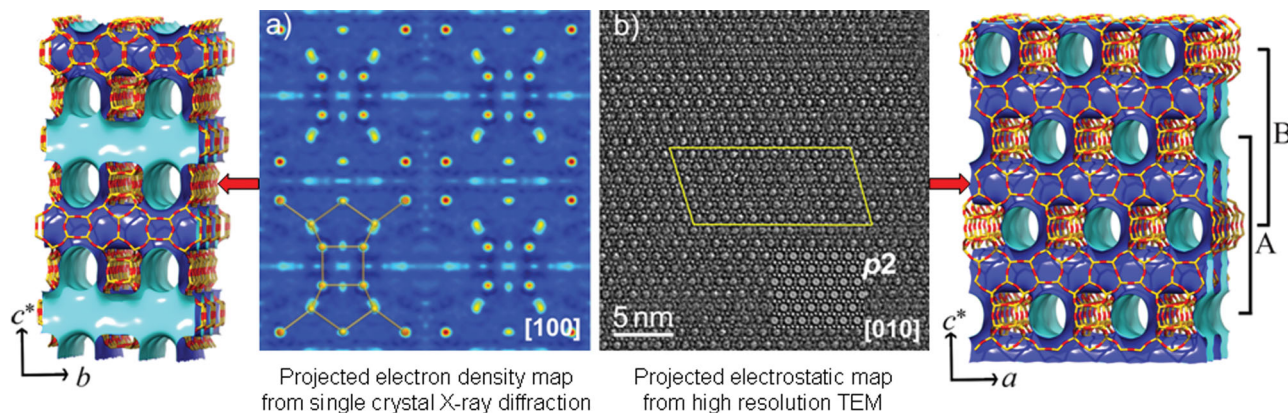 a)
b)
c*
b
[100]
p2
5 nm
[010]
B
A
c*
a
Projected electron density map
from single crystal X-ray diffraction
Projected electrostatic map
from high resolution TEM